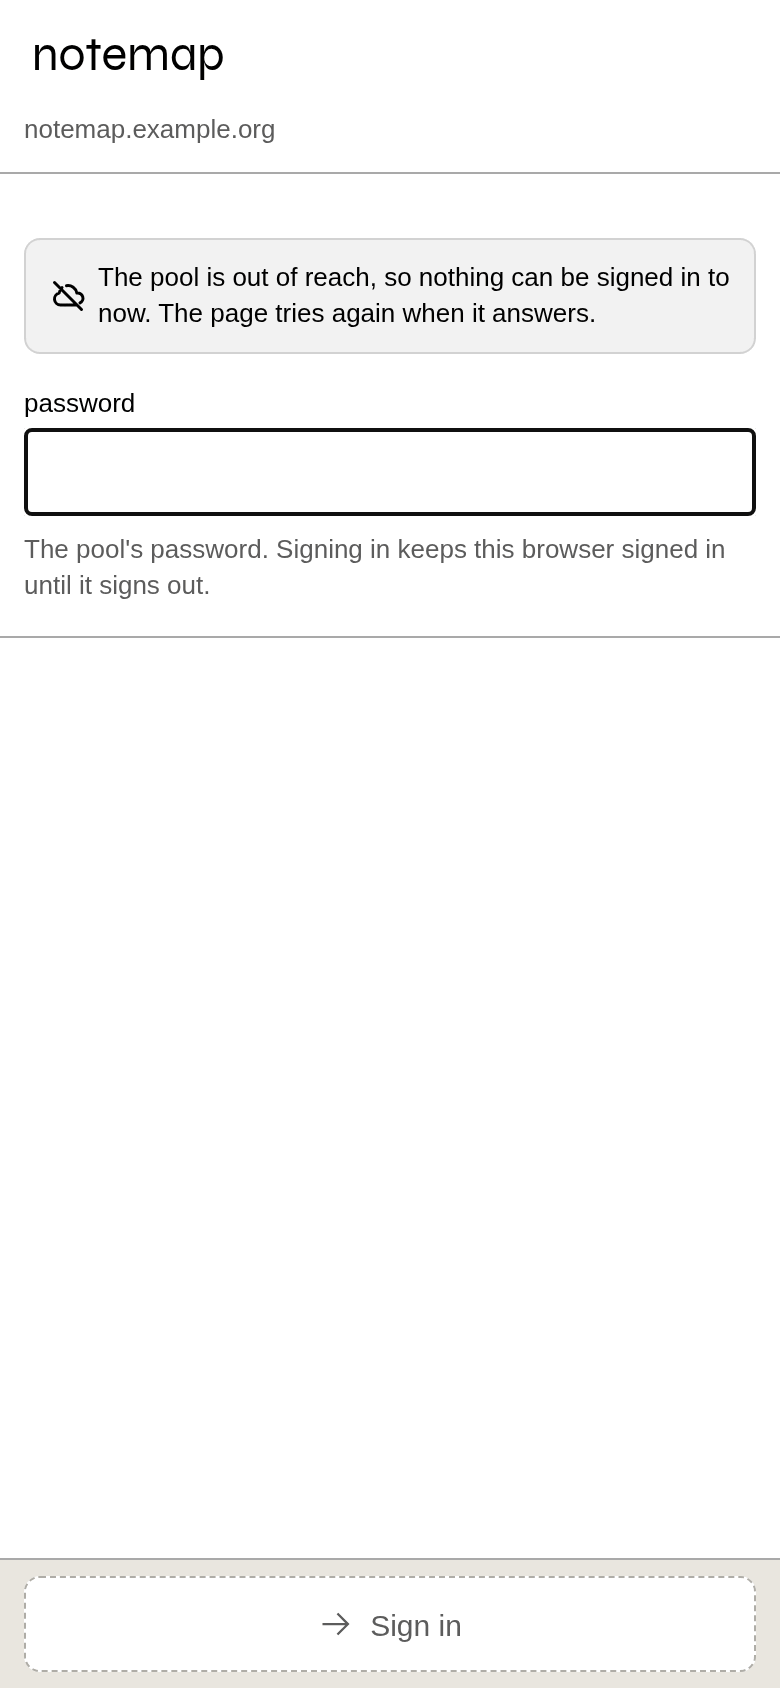 notemap
notemap.example.org
The pool is out of reach, so nothing can be signed in to
now. The page tries again when it answers.
password
The pool's password. Signing in keeps this browser signed in
until it signs out.
Sign in